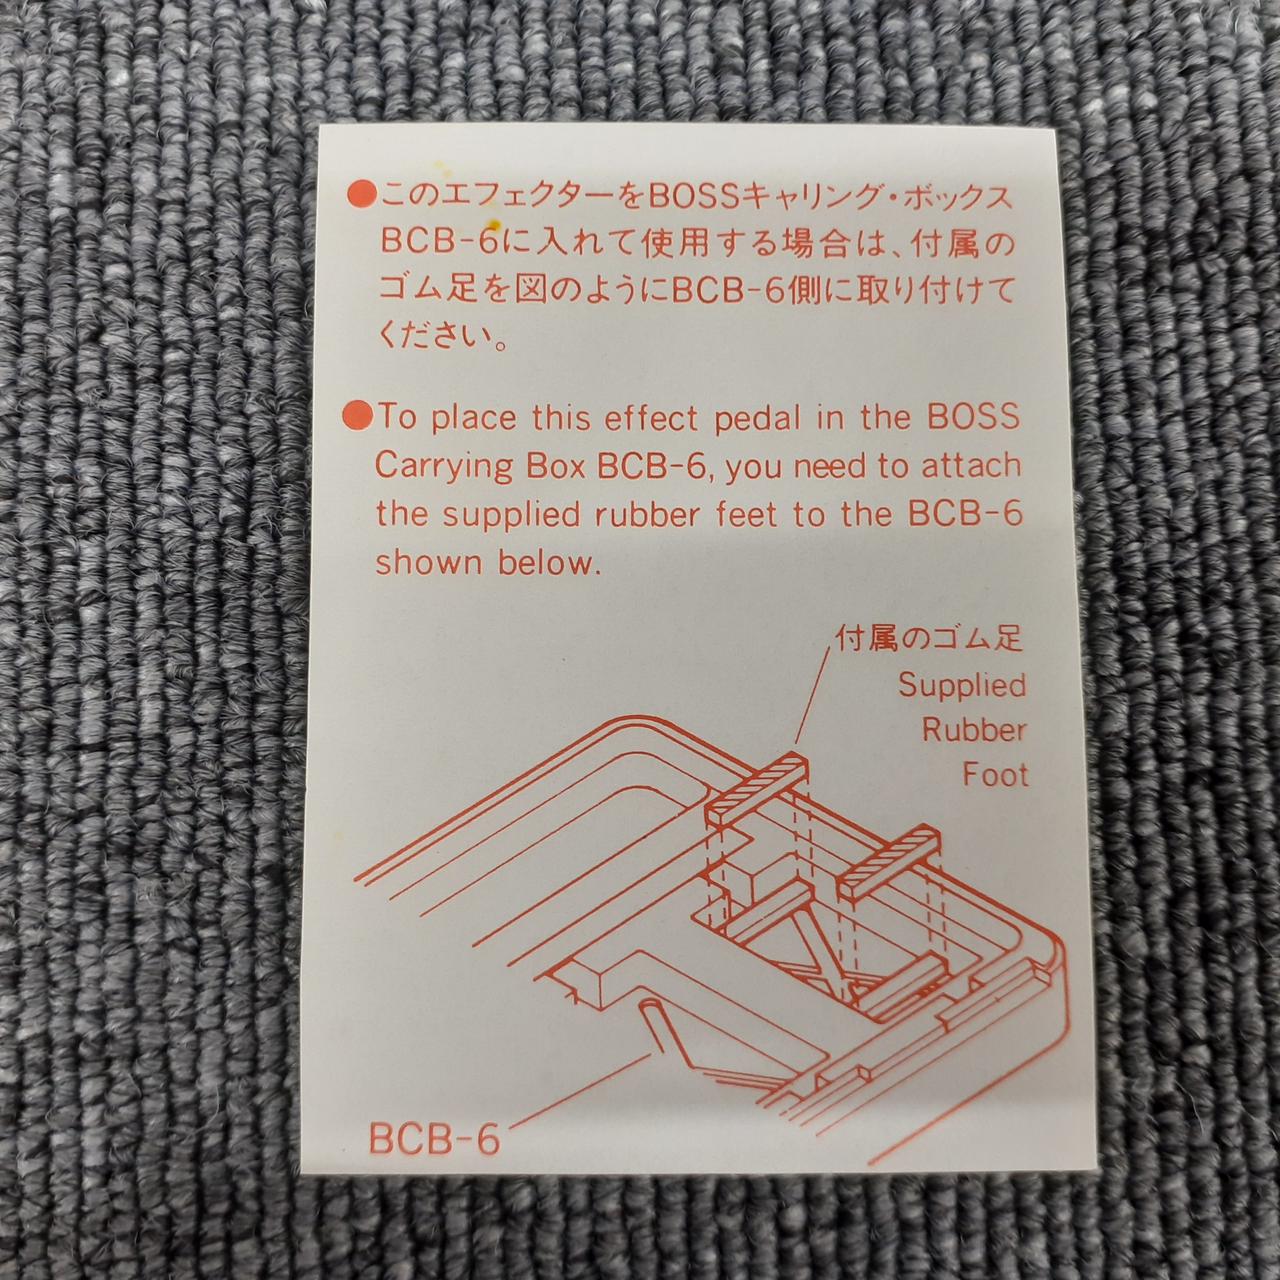 ●このエフェクターをBOSSキャリング・ボックス
BCB-6に入れて使用する場合は、付属の
ゴム足を図のようにBCB-6側に取り付けて
ください。
●To place this effect pedal in the BOSS
Carrying Box BCB-6, you need to attach
the supplied rubber feet to the BCB-6
shown below.
付属のゴム足
Supplied
Rubber
Foot
BCB-6